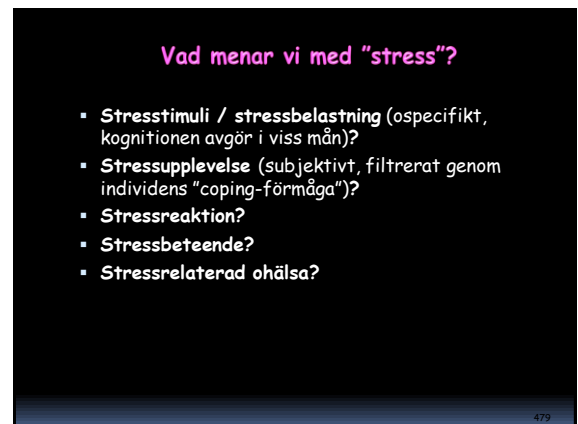 Vad menar vi med ”stress”?
▪ Stresstimuli / stressbelastning (ospecifikt,
kognitionen avgör i viss mån)?
▪ Stressupplevelse (subjektivt, filtrerat genom
individens ”coping-förmåga”)?
▪ Stressreaktion?
▪ Stressbeteende?
▪ Stressrelaterad ohälsa?
479